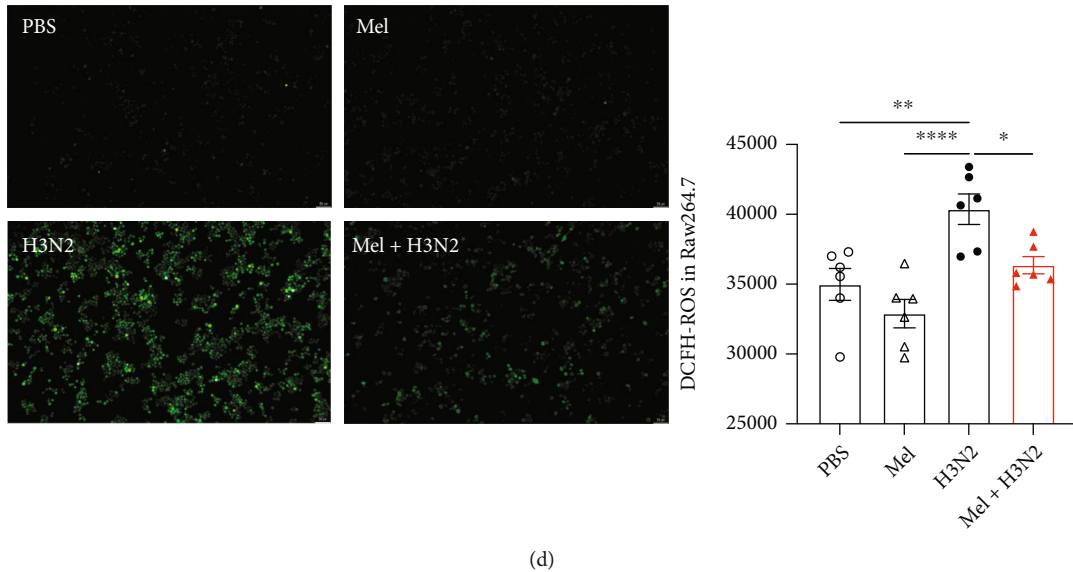 PBS
Mel
H3N2
Mel + H3N2
**
****
*
45000
40000
35000
30000
25000
DCFH-ROS in Raw264.7
PBS
Mel
H3N2
Mel + H3N2
(d)